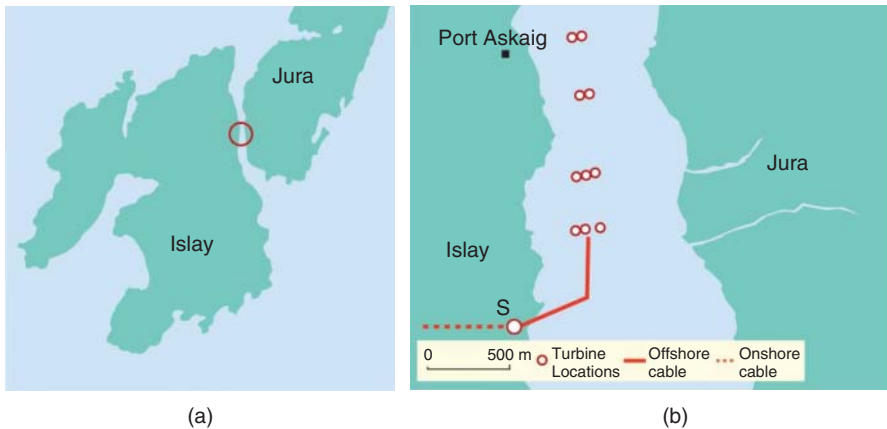 Jura
Islay
(a)
Port Askaig
Jura
Islay
S
0 500 m
Turbine Locations
Offshore cable
Onshore cable
(b)